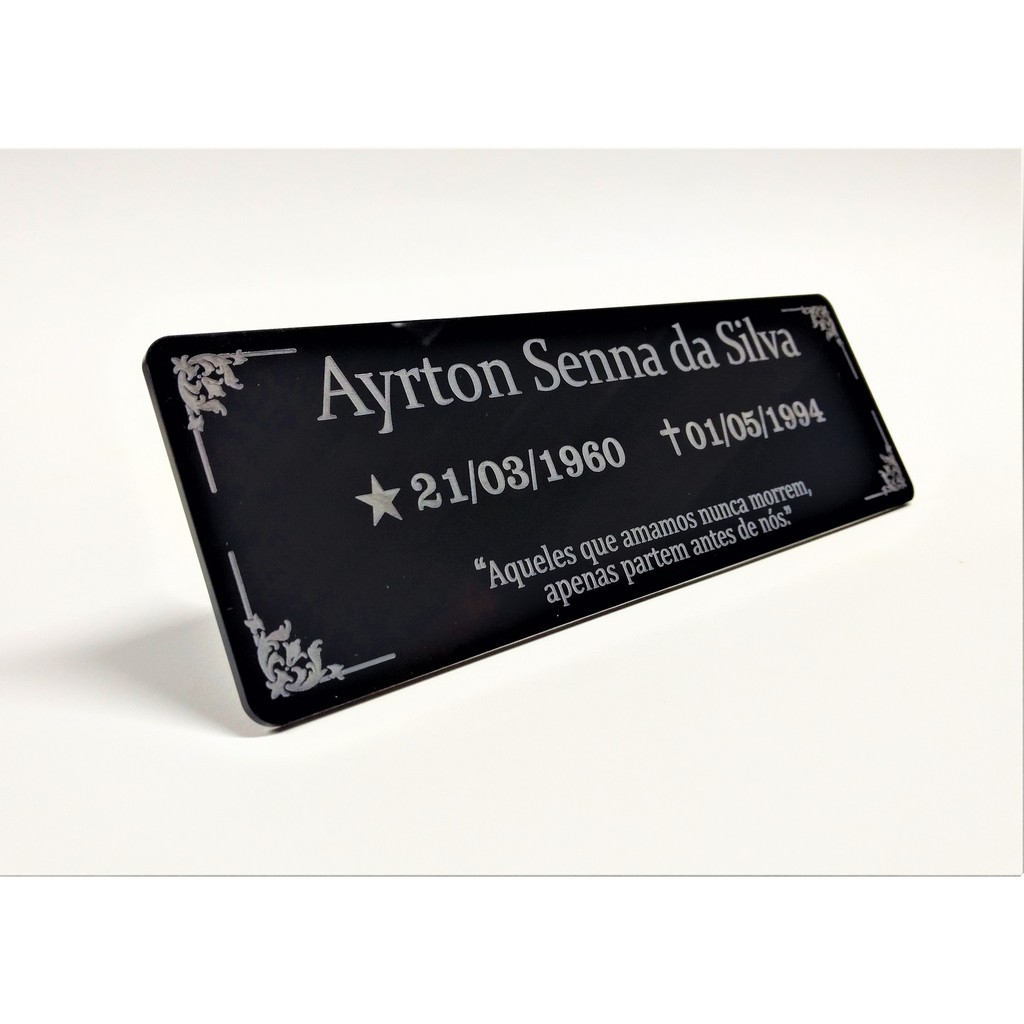 Ayrton Senna da Silva
★ 21/03/1960 ✝ 01/05/1994
“Aqueles que amamos nunca morrem,
apenas partem antes de nós.”